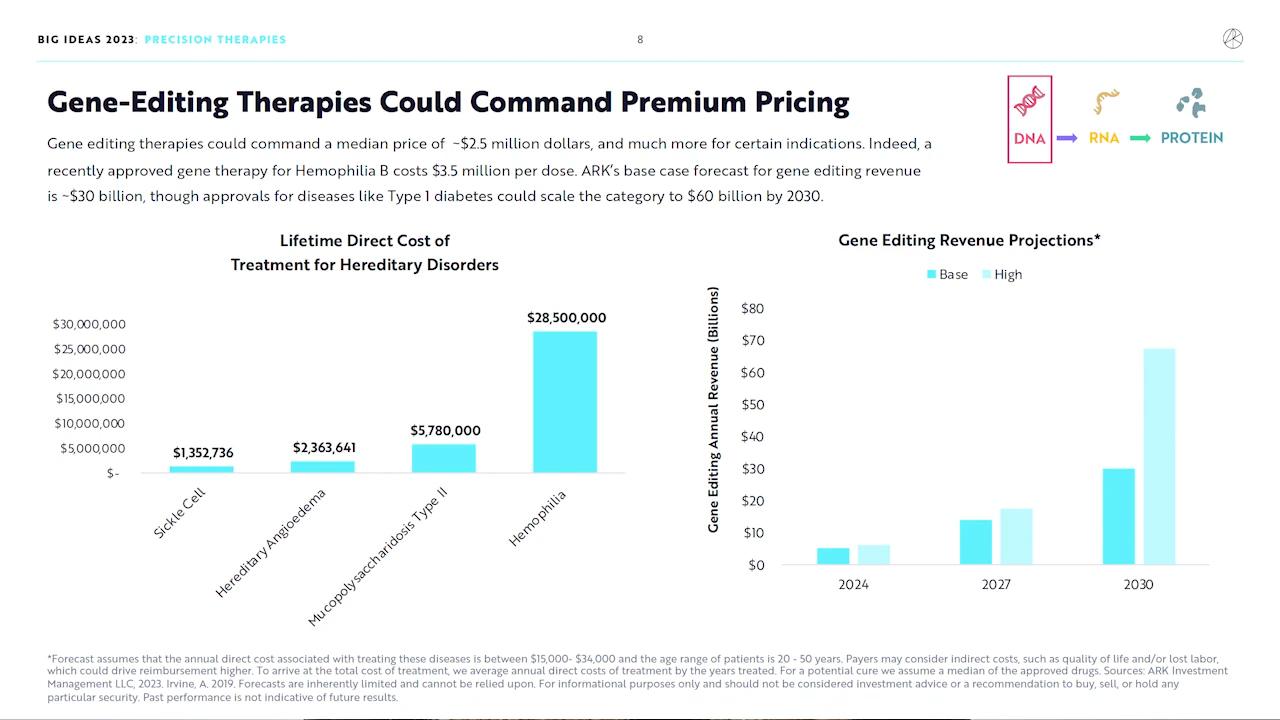 BIG IDEAS 2023: PRECISION THERAPIES
8
Gene-Editing Therapies Could Command Premium Pricing
DNA
RNA
PROTEIN
Gene editing therapies could command a median price of ~$2.5 million dollars, and much more for certain indications. Indeed, a
recently approved gene therapy for Hemophilia B costs $3.5 million per dose. ARK's base case forecast for gene editing revenue
is ~$30 billion, though approvals for diseases like Type 1 diabetes could scale the category to $60 billion by 2030.
Lifetime Direct Cost of
Treatment for Hereditary Disorders
$30,000,000
$25,000,000
$20,000,000
$15,000,000
$10,000,000
$5,000,000
$-
$1,352,736
$2,363,641
$5,780,000
$28,500,000
Sickle Cell
Hereditary Angioedema
Mucopolysaccharidosis Type II
Hemophilia
Gene Editing Revenue Projections*
Base
High
Gene Editing Annual Revenue (Billions)
$80
$70
$60
$50
$40
$30
$20
$10
$0
2024
2027
2030
*Forecast assumes that the annual direct cost associated with treating these diseases is between $15,000- $34,000 and the age range of patients is 20 - 50 years. Payers may consider indirect costs, such as quality of life and/or lost labor,
which could drive reimbursement higher. To arrive at the total cost of treatment, we average annual direct costs of treatment by the years treated. For a potential cure we assume a median of the approved drugs. Sources: ARK Investment
Management LLC, 2023. Irvine, A. 2019. Forecasts are inherently limited and cannot be relied upon. For informational purposes only and should not be considered investment advice or a recommendation to buy, sell, or hold any
particular security. Past performance is not indicative of future results.